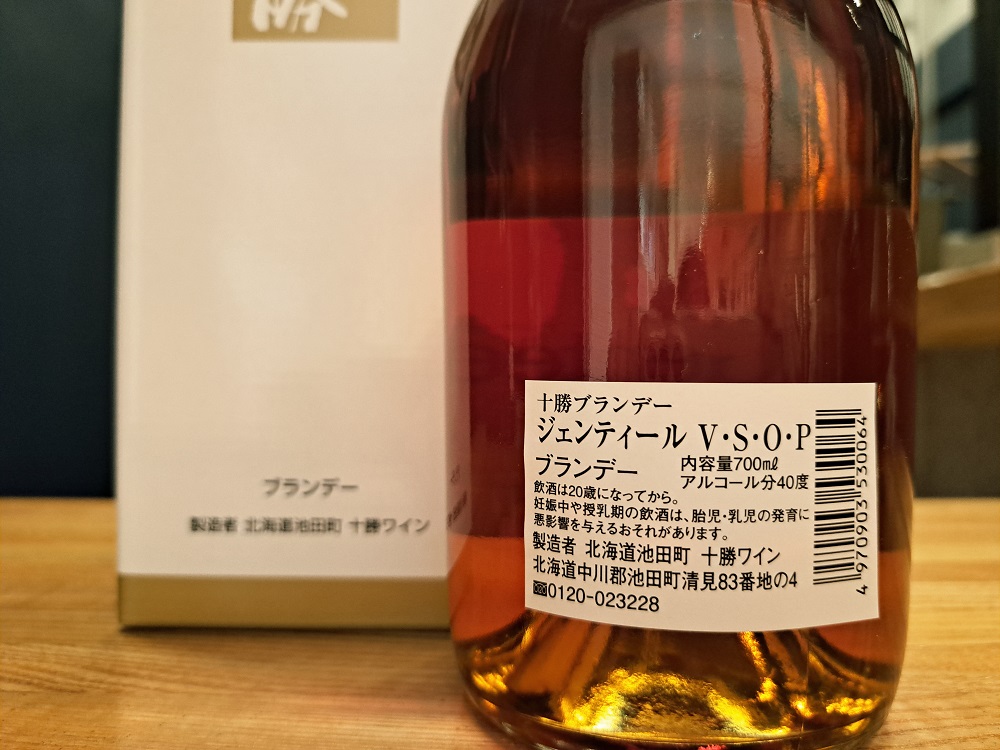 ブランデー
製造者 北海道池田町 十勝ワイン
十勝ブランデー
ジェンティール V・S・O・P
ブランデー 内容量700㎖
アルコール分40度
飲酒は20歳になってから。
妊娠中や授乳期の飲酒は、胎児・乳児の発育に
悪影響を与えるおそれがあります。
製造者 北海道池田町 十勝ワイン
北海道中川郡池田町清見83番地の4
0120-023228
4 970903 530064